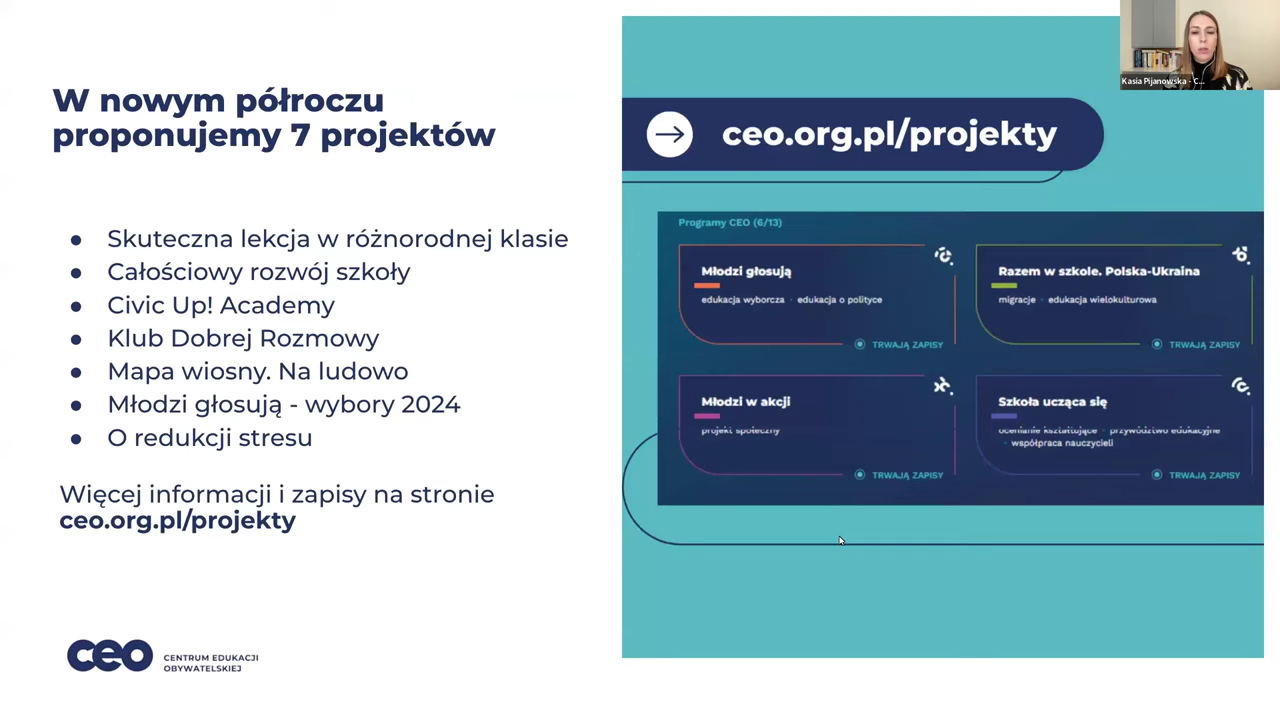 W nowym półroczu
proponujemy 7 projektów
● Skuteczna lekcja w różnorodnej klasie
● Całościowy rozwój szkoły
● Civic Up! Academy
● Klub Dobrej Rozmowy
● Mapa wiosny. Na ludowo
● Młodzi głosują - wybory 2024
● O redukcji stresu
Więcej informacji i zapisy na stronie
ceo.org.pl/projekty
ceo CENTRUM EDUKACJI
OBYWATELSKIEJ
ceo.org.pl/projekty
Programy CEO (6/13)
Młodzi głosują
edukacja wyborcza · edukacja o polityce
TRWAJĄ ZAPISY
Razem w szkole. Polska-Ukraina
migracje · edukacja wielokulturowa
TRWAJĄ ZAPISY
Młodzi w akcji
projekt społeczny
TRWAJĄ ZAPISY
Szkoła ucząca się
ocenianie kształtujące · przywództwo edukacyjne
· współpraca nauczycieli
TRWAJĄ ZAPISY
Kasia Pijanowska - C...